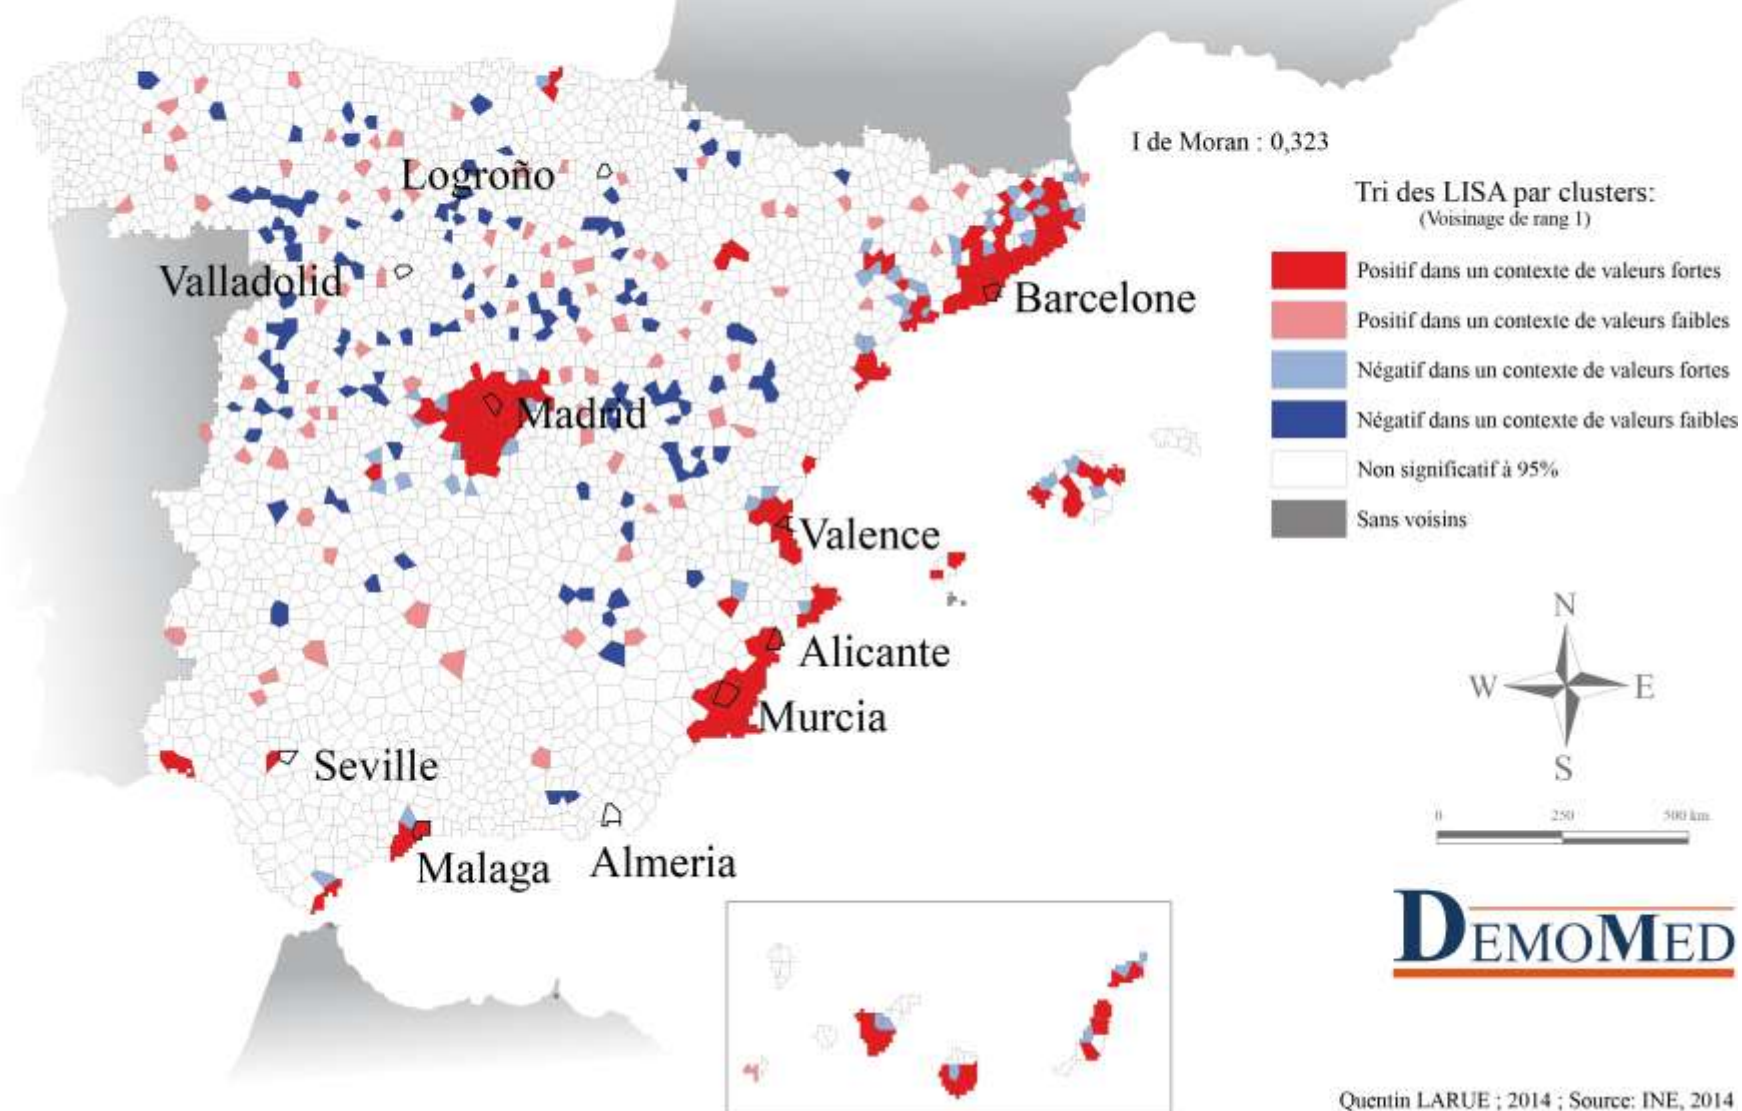 I de Moran : 0,323
Tri des LISA par clusters:
(Voisinage de rang 1)
Positif dans un contexte de valeurs fortes
Positif dans un contexte de valeurs faibles
Négatif dans un contexte de valeurs fortes
Négatif dans un contexte de valeurs faibles
Non significatif à 95%
Sans voisins
Logroño
Valladolid
Barcelone
Madrid
Valence
Alicante
Murcia
Seville
Malaga
Almeria
N
W
E
S
0 250 500 km
DEMOMED
Quentin LARUE ; 2014 ; Source: INE, 2014